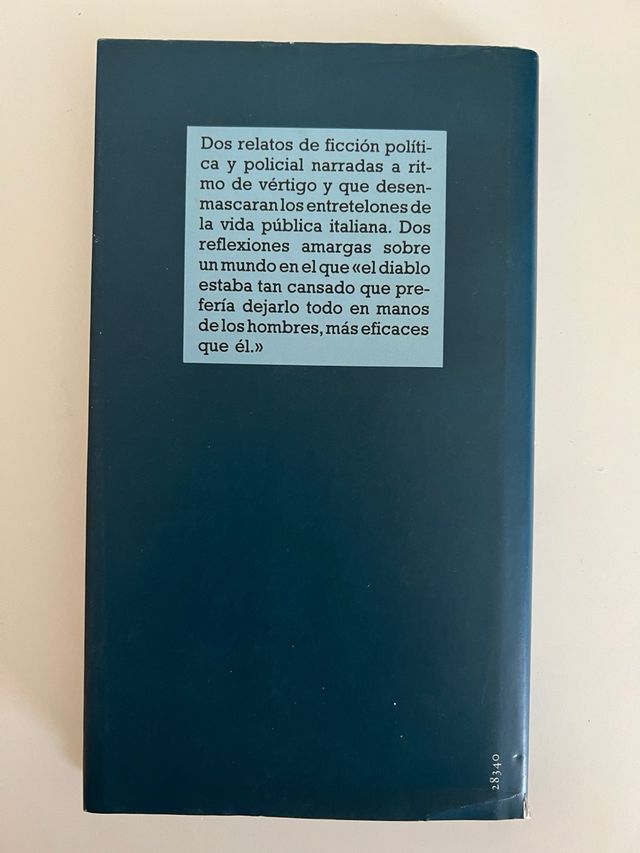 Dos relatos de ficción políti-
ca y policial narradas a rit-
mo de vértigo y que desen-
mascaran los entretelones de
la vida pública italiana. Dos
reflexiones amargas sobre
un mundo en el que «el diablo
estaba tan cansado que pre-
fería dejarlo todo en manos
de los hombres, más eficaces
que él.»
28340